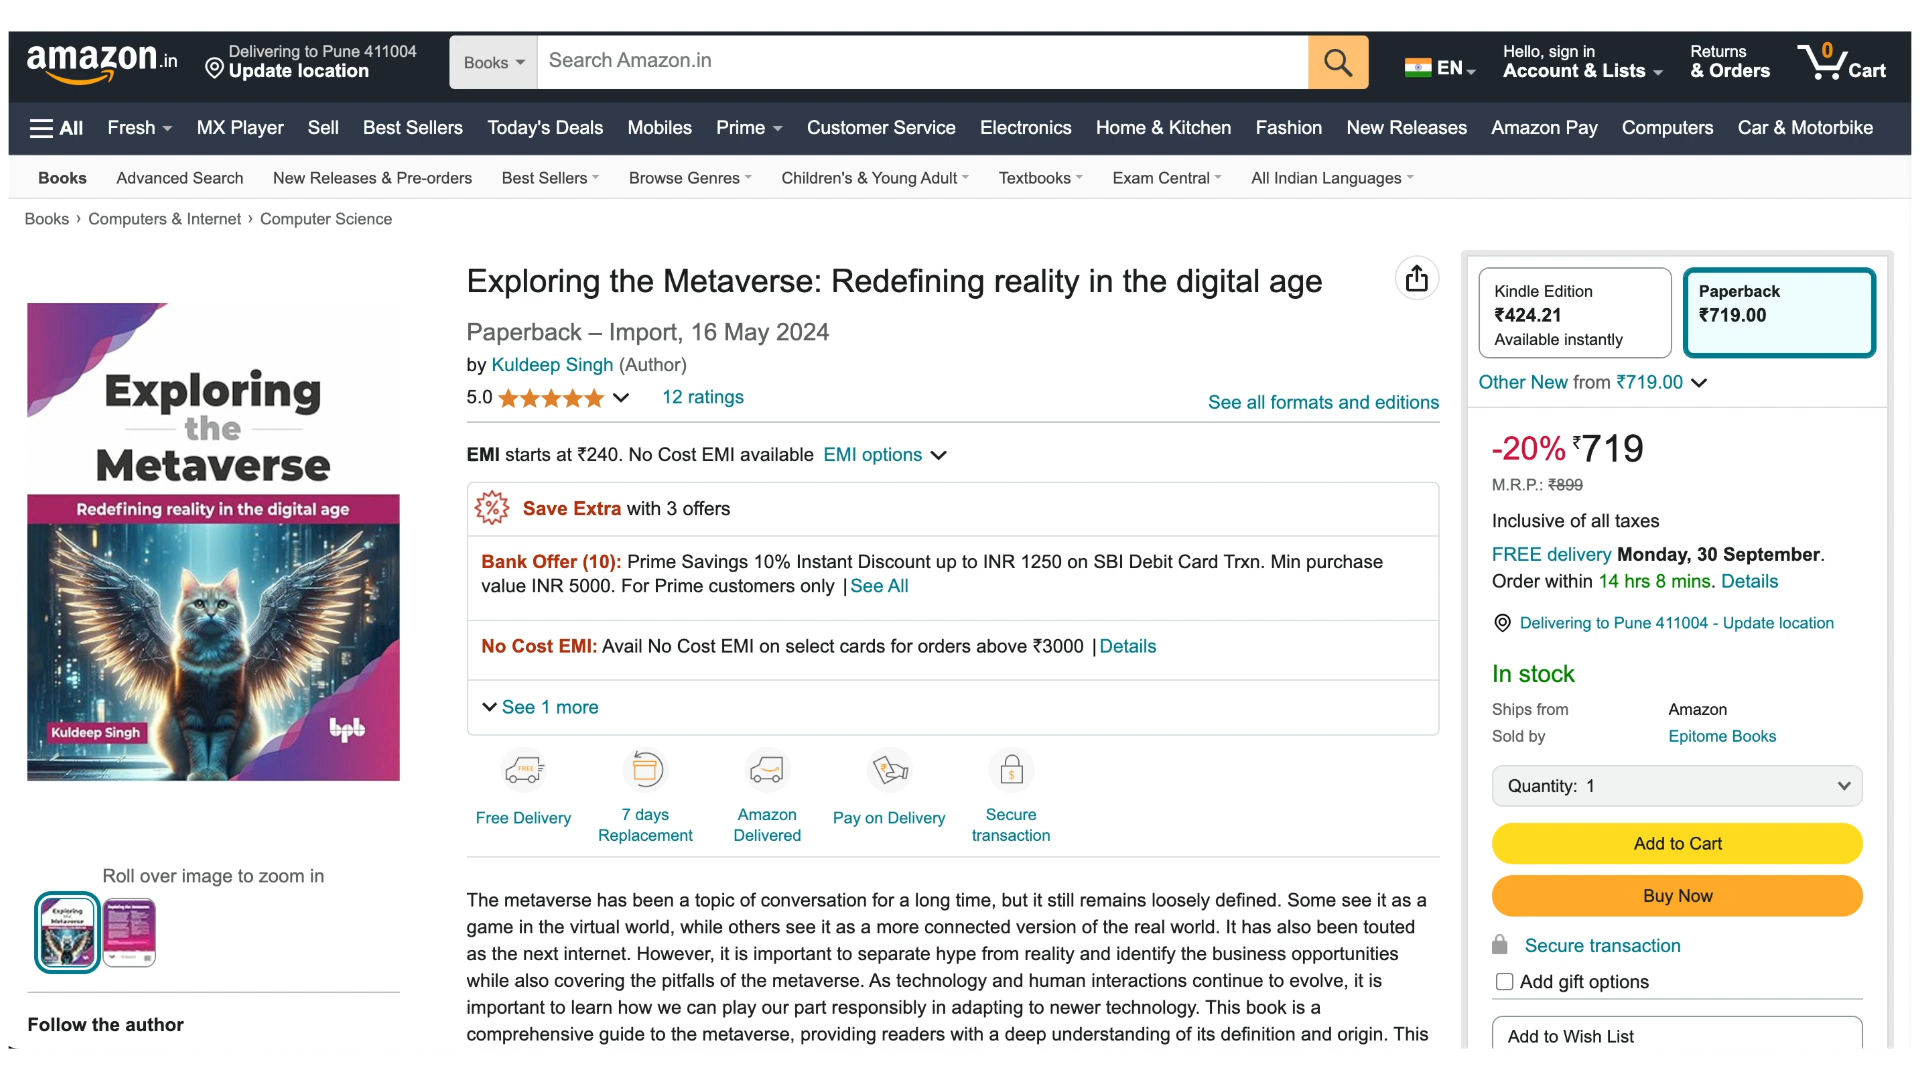 amazon.in
Delivering to Pune 411004
Update location
Books
Search Amazon.in
EN
Hello, sign in
Account & Lists
Returns
& Orders
0
Cart
All
Fresh
MX Player
Sell
Best Sellers
Today's Deals
Mobiles
Prime
Customer Service
Electronics
Home & Kitchen
Fashion
New Releases
Amazon Pay
Computers
Car & Motorbike
Books
Advanced Search
New Releases & Pre-orders
Best Sellers
Browse Genres
Children's & Young Adult
Textbooks
Exam Central
All Indian Languages
Books › Computers & Internet › Computer Science
Exploring
the
Metaverse
Redefining reality in the digital age
Kuldeep Singh
bpb
Roll over image to zoom in
Follow the author
Exploring the Metaverse: Redefining reality in the digital age
Paperback – Import, 16 May 2024
by Kuldeep Singh (Author)
5.0
12 ratings
See all formats and editions
EMI starts at ₹240. No Cost EMI available EMI options
Save Extra with 3 offers
Bank Offer (10): Prime Savings 10% Instant Discount up to INR 1250 on SBI Debit Card Trxn. Min purchase
value INR 5000. For Prime customers only | See All
No Cost EMI: Avail No Cost EMI on select cards for orders above ₹3000 | Details
See 1 more
FREE
Free Delivery
7 days
Replacement
Amazon
Delivered
Pay on Delivery
Secure
transaction
The metaverse has been a topic of conversation for a long time, but it still remains loosely defined. Some see it as a
game in the virtual world, while others see it as a more connected version of the real world. It has also been touted
as the next internet. However, it is important to separate hype from reality and identify the business opportunities
while also covering the pitfalls of the metaverse. As technology and human interactions continue to evolve, it is
important to learn how we can play our part responsibly in adapting to newer technology. This book is a
comprehensive guide to the metaverse, providing readers with a deep understanding of its definition and origin. This
Kindle Edition
₹424.21
Available instantly
Paperback
₹719.00
Other New from ₹719.00
-20% ₹719
M.R.P.: ₹899
Inclusive of all taxes
FREE delivery Monday, 30 September.
Order within 14 hrs 8 mins. Details
Delivering to Pune 411004 - Update location
In stock
Ships from Amazon
Sold by Epitome Books
Quantity: 1
Add to Cart
Buy Now
Secure transaction
Add gift options
Add to Wish List